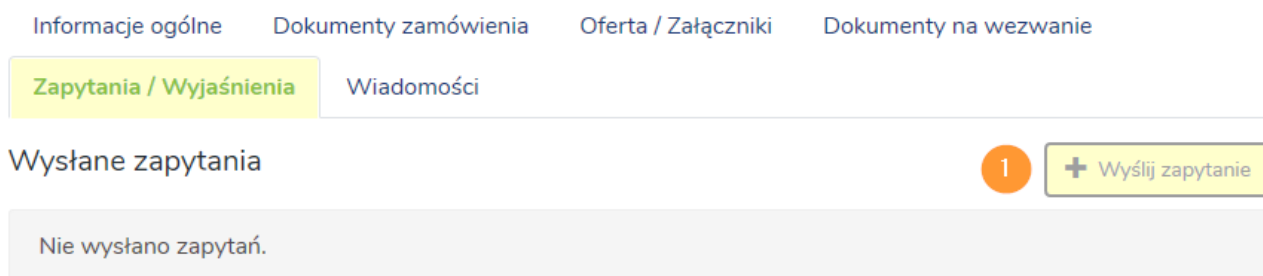 Informacje ogólne Dokumenty zamówienia Oferta / Załączniki Dokumenty na wezwanie
Zapytania / Wyjaśnienia Wiadomości
Wysłane zapytania 1 + Wyślij zapytanie
Nie wysłano zapytań.